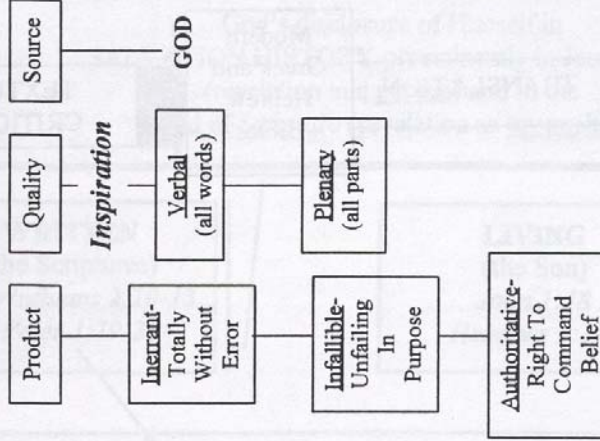 Product
Quality
Source
Inspiration
GOD
Inerrant-
Totally
Without
Error
Verbal
(all words)
Infallible-
Unfailing
In
Purpose
Plenary
(all parts)
Authoritative-
Right To
Command
Belief